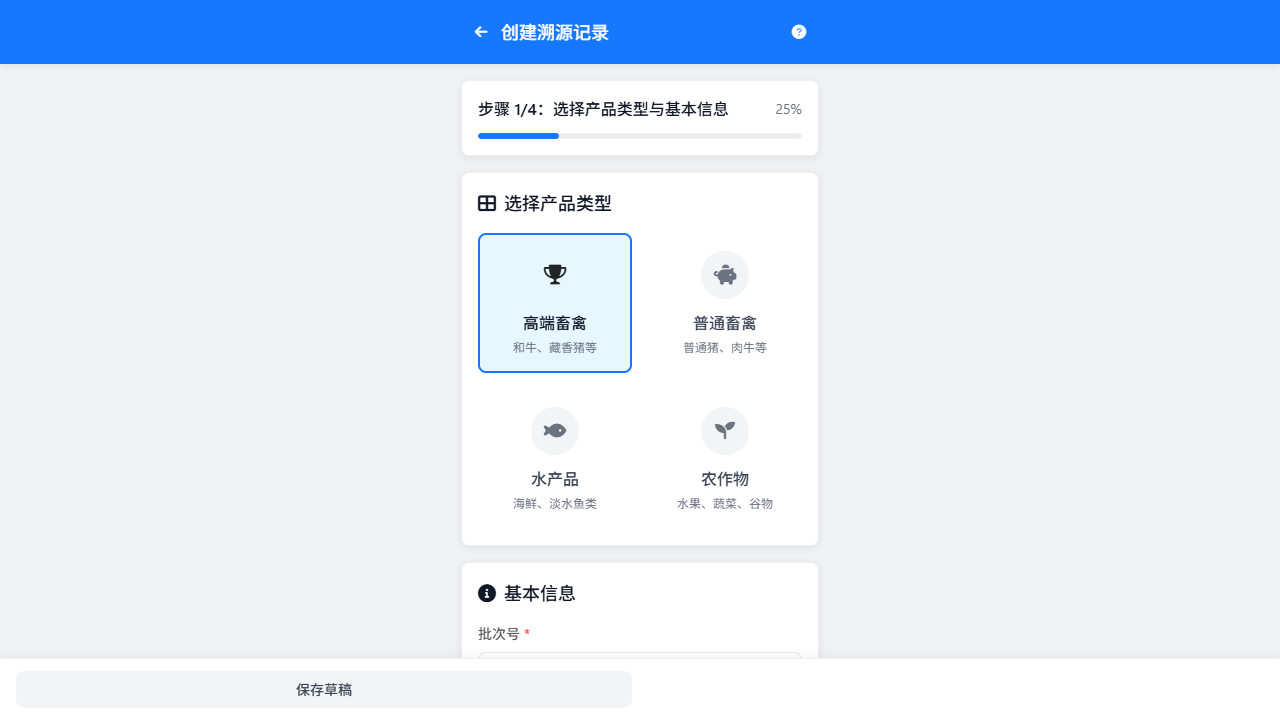 创建溯源记录
步骤 1/4：选择产品类型与基本信息
25%
选择产品类型
高端畜禽
和牛、藏香猪等
普通畜禽
普通猪、肉牛等
水产品
海鲜、淡水鱼类
农作物
水果、蔬菜、谷物
基本信息
批次号 *
保存草稿